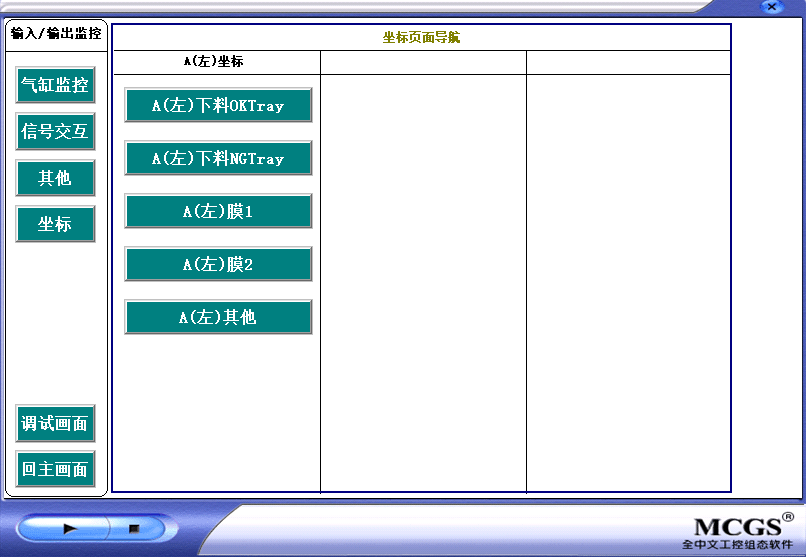 输入/输出监控
气缸监控
信号交互
其他
坐标
调试画面
回主画面
坐标页面导航
A(左)坐标
A(左)下料OKTray
A(左)下料NGTray
A(左)膜1
A(左)膜2
A(左)其他
MCGS®
全中文工控组态软件